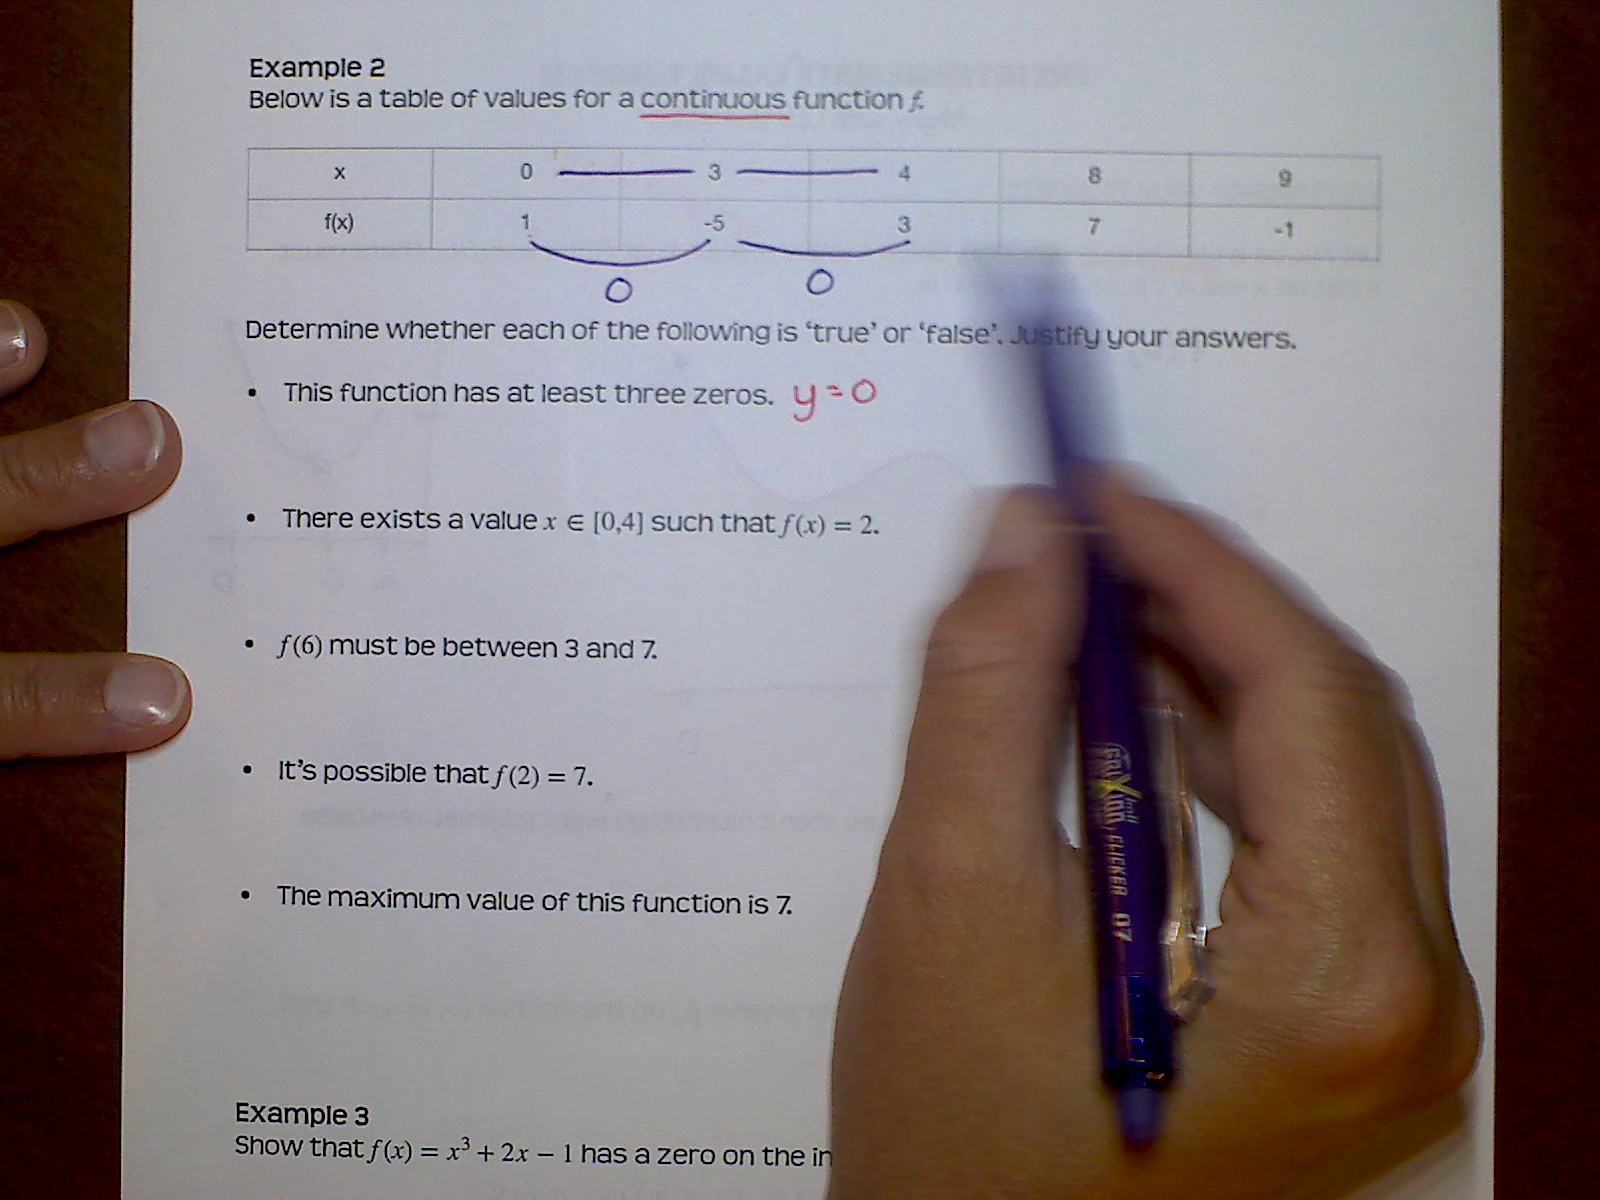 Example 2
Below is a table of values for a continuous function f.
x 0 3 4 8 9
f(x) 1 -5 3 7 -1
0 0
Determine whether each of the following is 'true' or 'false'. Justify your answers.
• This function has at least three zeros. y=0
• There exists a value x ∈ [0,4] such that f(x) = 2.
• f(6) must be between 3 and 7.
• It's possible that f(2) = 7.
• The maximum value of this function is 7.
Example 3
Show that f(x) = x³ + 2x − 1 has a zero on the in
FRIXION FLICKER 07